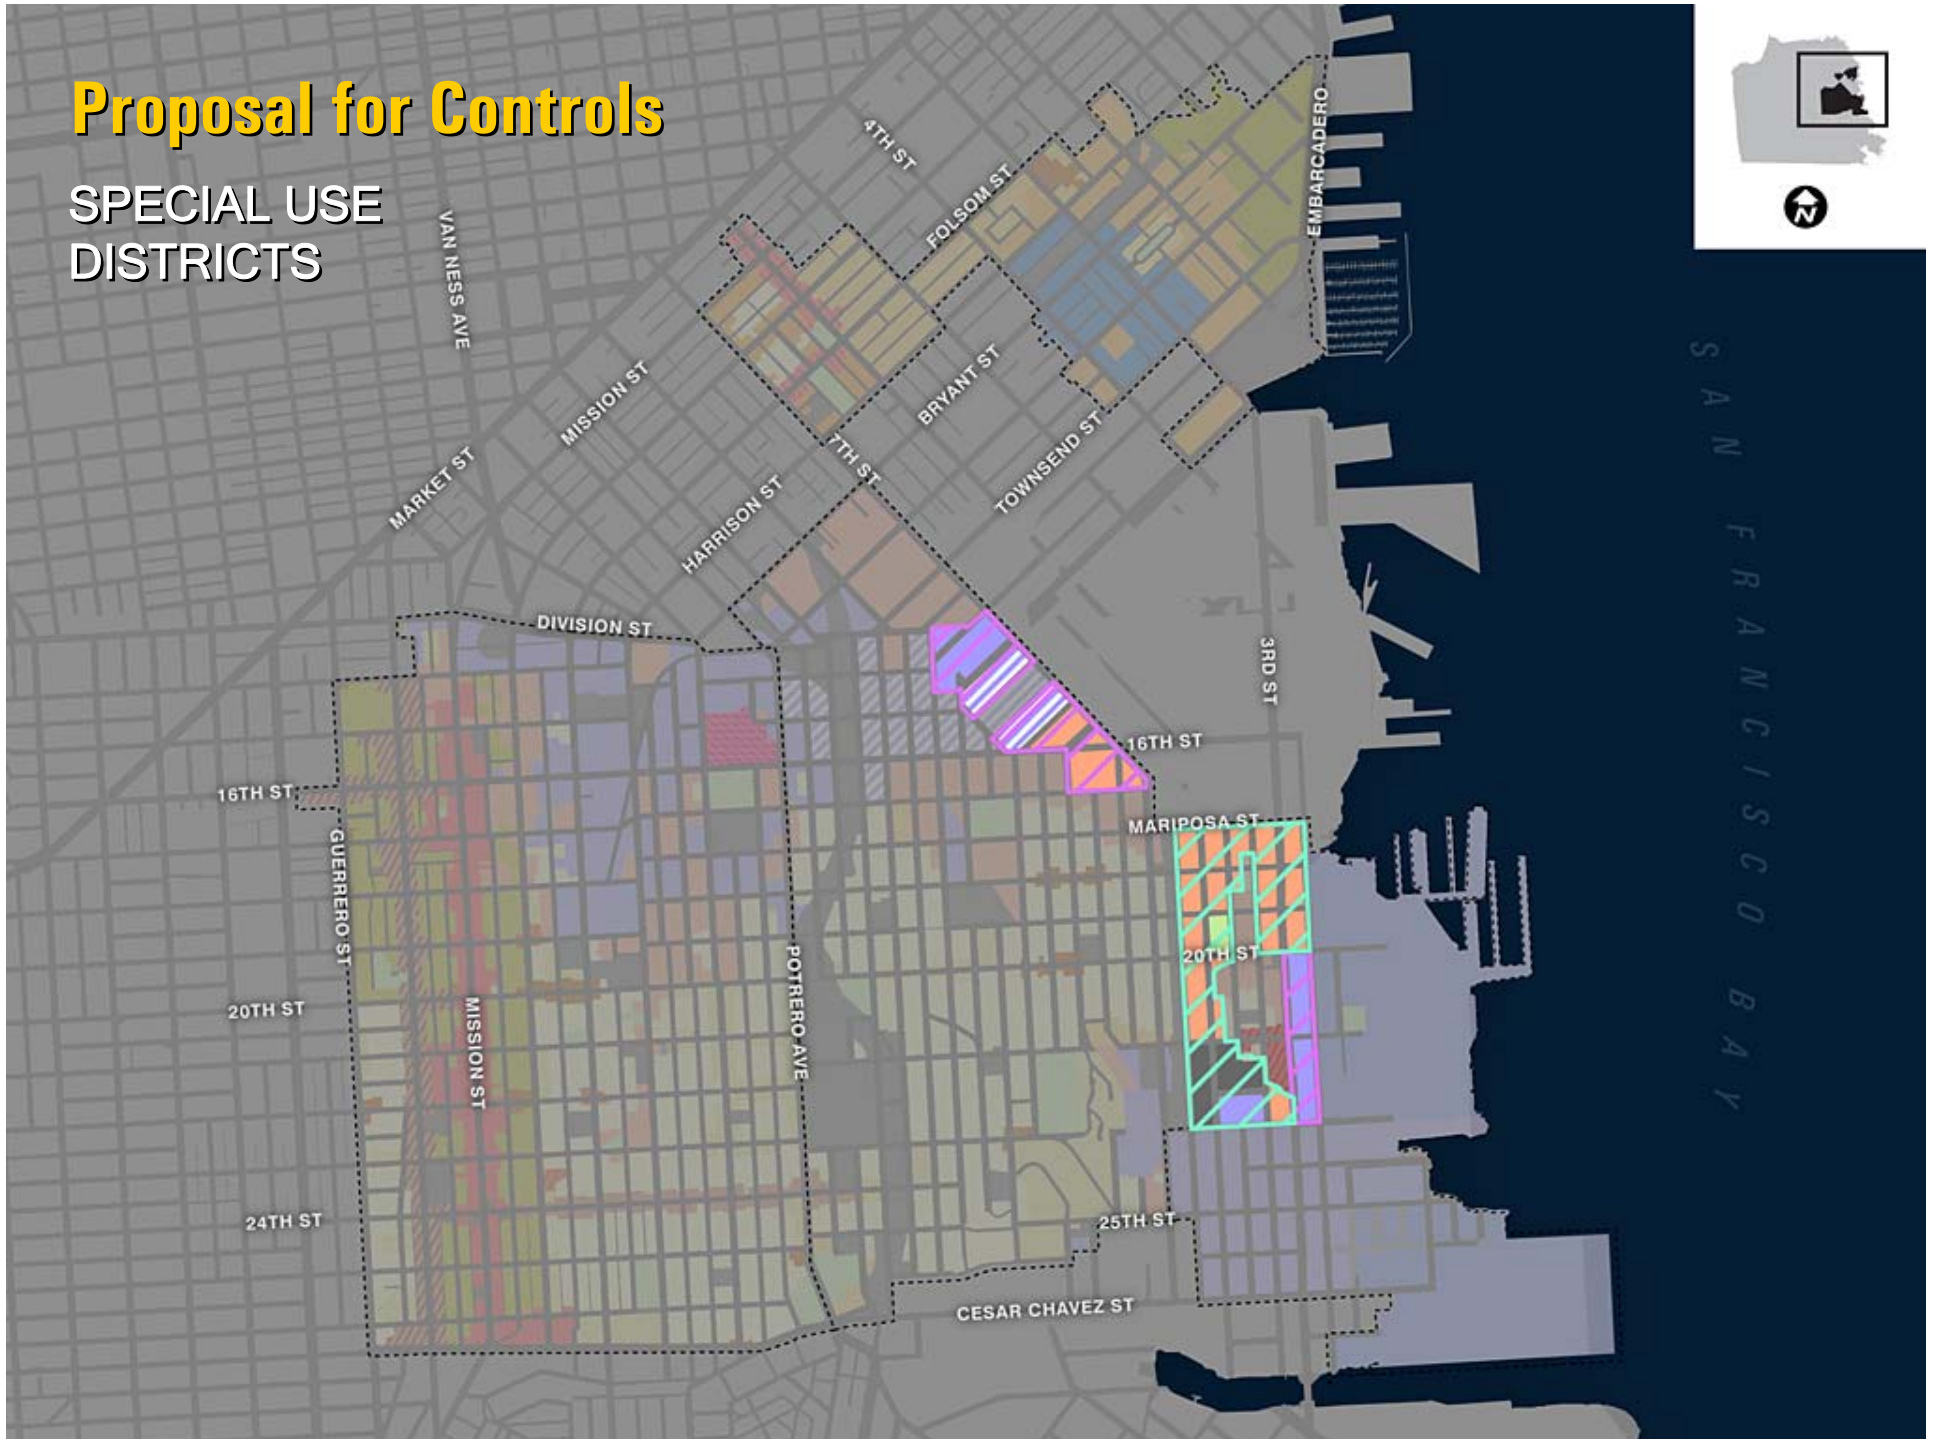 Proposal for Controls
SPECIAL USE
DISTRICTS
4TH ST
FOLSOM ST
EMBARCADERO
VAN NESS AVE
MISSION ST
BRYANT ST
TOWNSEND ST
7TH ST
MARKET ST
HARRISON ST
DIVISION ST
3RD ST
16TH ST
16TH ST
MARIPOSA ST
GUERRERO ST
20TH ST
POTRERO AVE
20TH ST
MISSION ST
24TH ST
25TH ST
CESAR CHAVEZ ST
SAN FRANCISCO BAY
N